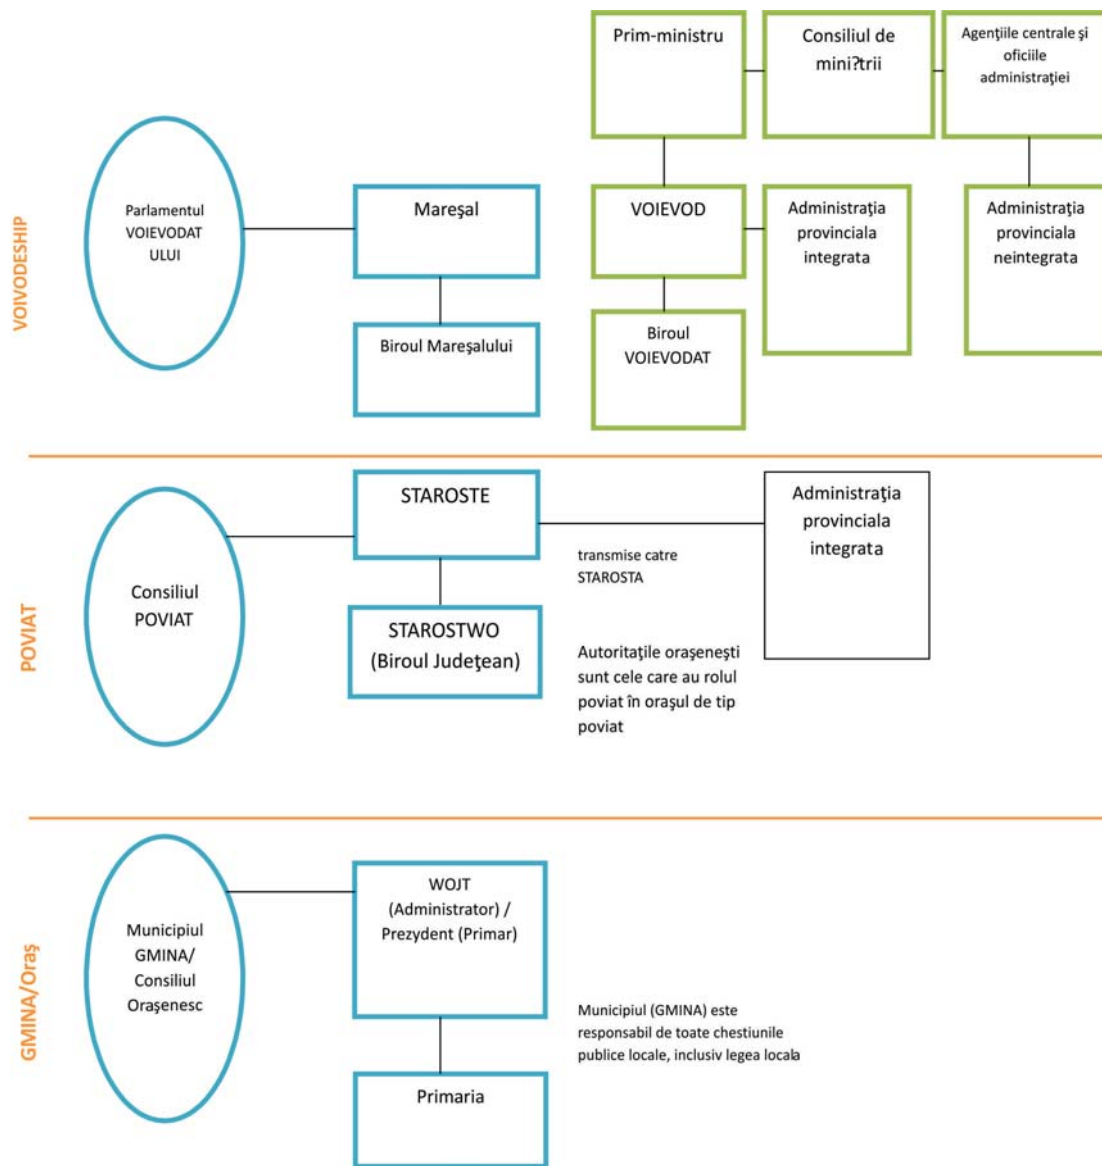 Prim-ministru
Consiliul de
mini?trii
Agenţiile centrale şi
oficiile
administraţiei
VOIVODESHIP
Parlamentul
VOIEVODAT
ULUI
Mareşal
VOIEVOD
Administraţia
provinciala
integrata
Administraţia
provinciala
neintegrata
Biroul Mareşalului
Biroul
VOIEVODAT
POVIAT
Consiliul
POVIAT
STAROSTE
Administraţia
provinciala
integrata
transmise catre
STAROSTA
STAROSTWO
(Biroul Judeţean)
Autoritaţile oraşeneşti
sunt cele care au rolul
poviat în oraşul de tip
poviat
GMINA/Oraş
Municipiul
GMINA/
Consiliul
Oraşenesc
WOJT
(Administrator) /
Prezydent (Primar)
Municipiul (GMINA) este
responsabil de toate chestiunile
publice locale, inclusiv legea locala
Primaria